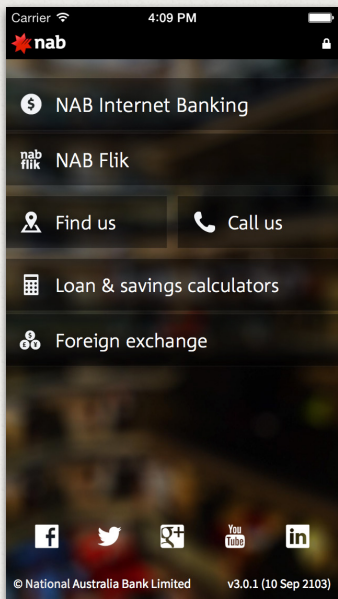 Carrier 4:09 PM
nab
NAB Internet Banking
nab
flik
NAB Flik
Find us
Call us
Loan & savings calculators
Foreign exchange
f g+ You in
Tube
© National Australia Bank Limited v3.0.1 (10 Sep 2103)